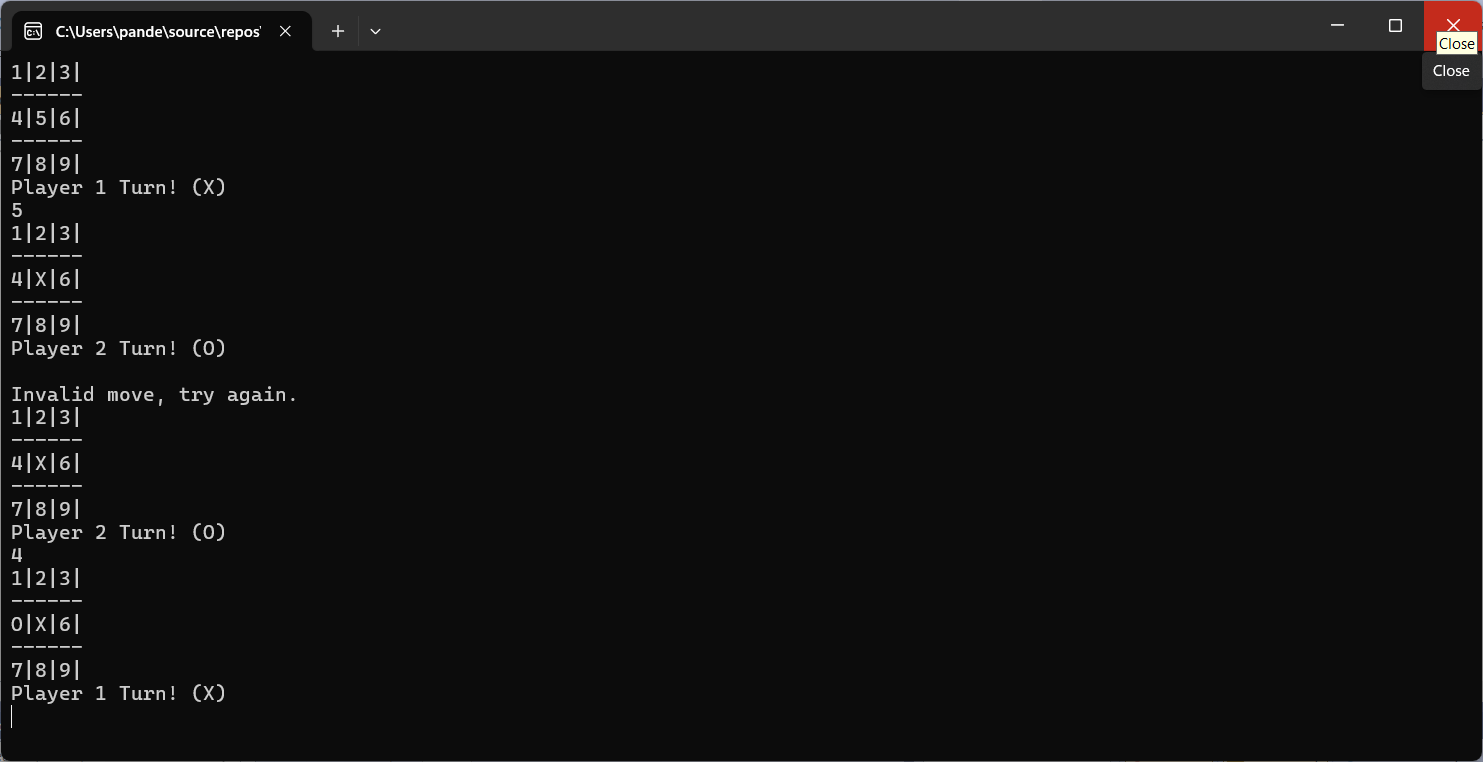 C:\Users\pande\source\repos\
Close
Close
1|2|3|
------
4|5|6|
------
7|8|9|
Player 1 Turn! (X)
5
1|2|3|
------
4|X|6|
------
7|8|9|
Player 2 Turn! (O)
Invalid move, try again.
1|2|3|
------
4|X|6|
------
7|8|9|
Player 2 Turn! (O)
4
1|2|3|
------
O|X|6|
------
7|8|9|
Player 1 Turn! (X)